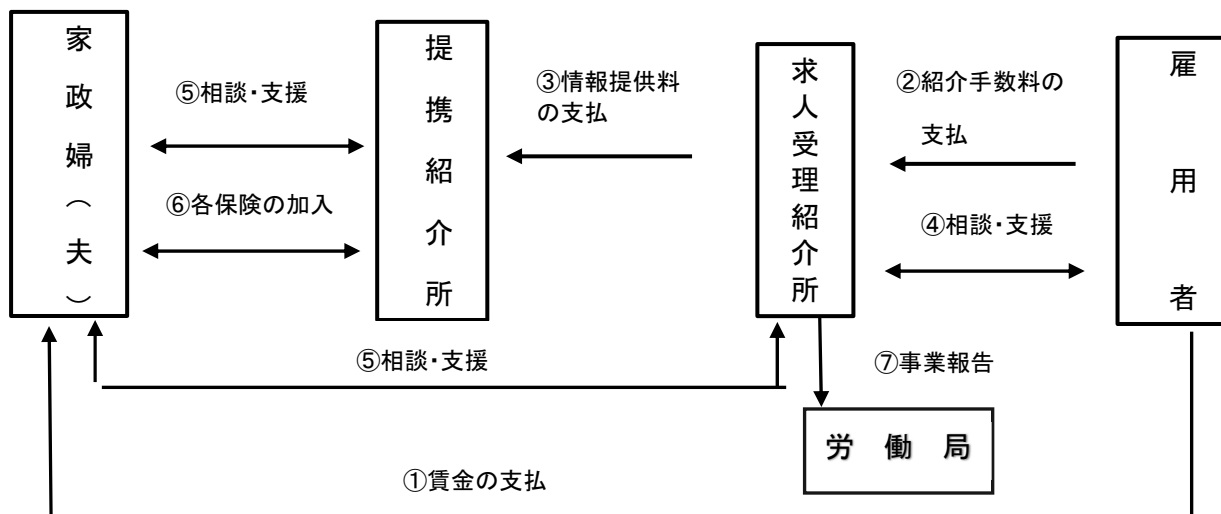 家政婦（夫）
⑤相談・支援
⑥各保険の加入
提携紹介所
③情報提供料
の支払
求人受理紹介所
②紹介手数料の
支払
④相談・支援
雇用者
⑤相談・支援
⑦事業報告
労働局
①賃金の支払